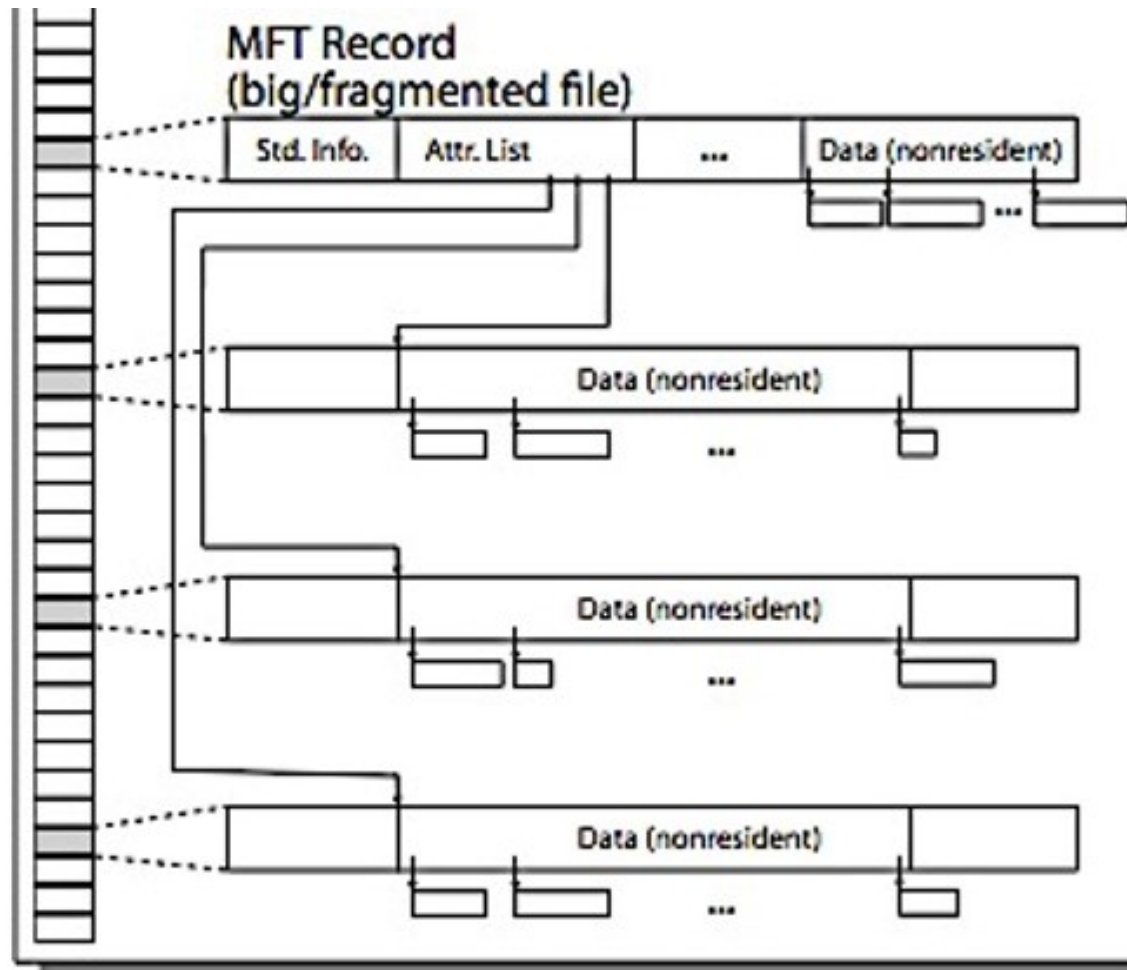 MFT Record
(big/fragmented file)
Std. Info. Attr. List ... Data (nonresident)
...
Data (nonresident)
...
Data (nonresident)
...
Data (nonresident)
...